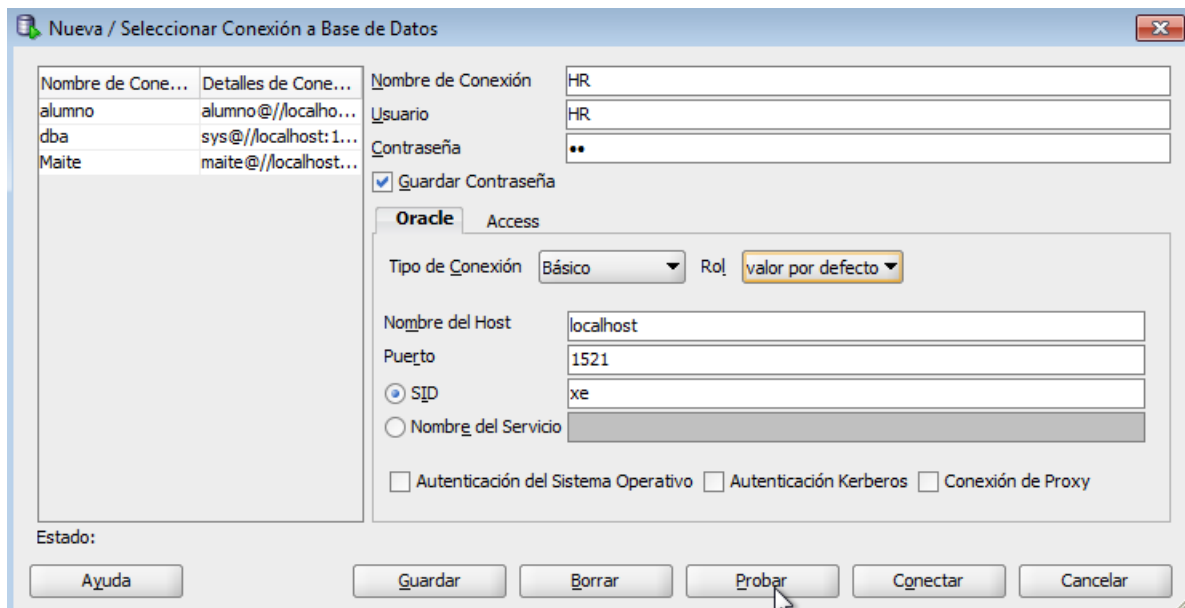 Nueva / Seleccionar Conexión a Base de Datos
Nombre de Cone... Detalles de Cone...
alumno alumno@//localho...
dba sys@//localhost:1...
Maite maite@//localhost...
Nombre de Conexión HR
Usuario HR
Contraseña ••
Guardar Contraseña
Oracle Access
Tipo de Conexión Básico Rol valor por defecto
Nombre del Host localhost
Puerto 1521
SID xe
Nombre del Servicio
Autenticación del Sistema Operativo Autenticación Kerberos Conexión de Proxy
Estado:
Ayuda Guardar Borrar Probar Conectar Cancelar